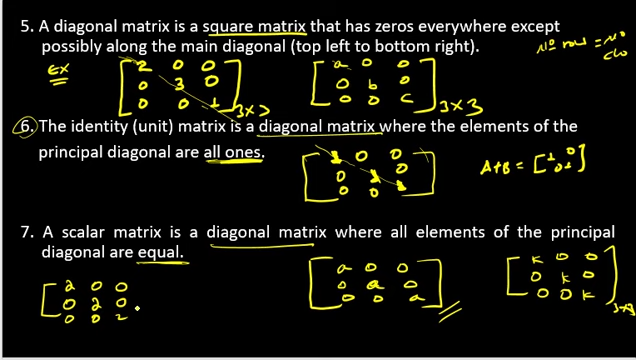 5. A diagonal matrix is a square matrix that has zeros everywhere except
possibly along the main diagonal (top left to bottom right).
Nº row = Nº
clo
Ex
2 0 0
0 3 0
0 0 1
3×3
a 0 0
0 b 0
0 0 c
3×3
6. The identity (unit) matrix is a diagonal matrix where the elements of the
principal diagonal are all ones.
1 0 0
0 1 0
0 0 1
A+B = [1 0
0 1]
7. A scalar matrix is a diagonal matrix where all elements of the principal
diagonal are equal.
2 0 0
0 2 0
0 0 2
a 0 0
0 a 0
0 0 a
k 0 0
0 k 0
0 0 k
3×3